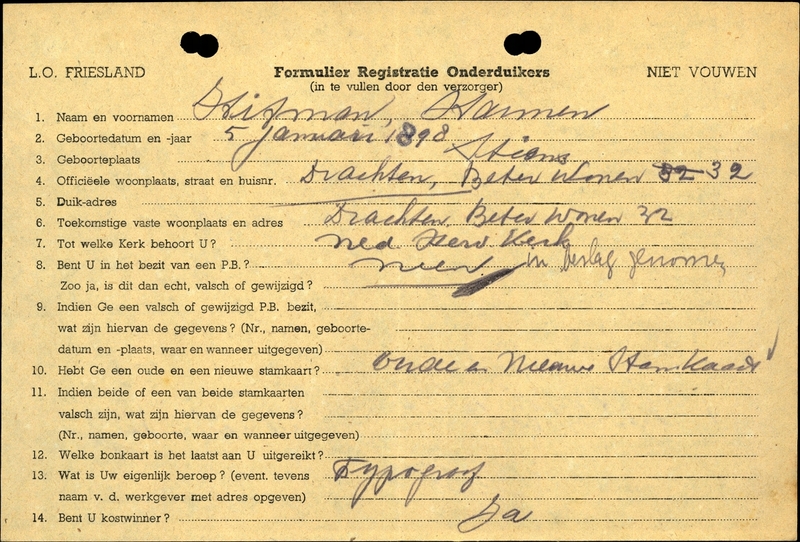 L.O. FRIESLAND Formulier Registratie Onderduikers NIET VOUWEN
(in te vullen door den verzorger)
1. Naam en voornamen Harmen
2. Geboortedatum en -jaar 5 Januari 1898
3. Geboorteplaats Stiens
4. Officiëele woonplaats, straat en huisnr. Drachten, Beter Wonen 32 32
5. Duik-adres
6. Toekomstige vaste woonplaats en adres Drachten Beter Wonen 32
7. Tot welke Kerk behoort U? Ned Herv Kerk
8. Bent U in het bezit van een P.B.? neen in beslag genomen
Zoo ja, is dit dan echt, valsch of gewijzigd?
9. Indien Ge een valsch of gewijzigd P.B. bezit,
wat zijn hiervan de gegevens? (Nr., namen, geboorte-
datum en -plaats, waar en wanneer uitgegeven)
10. Hebt Ge een oude en een nieuwe stamkaart? Oude en Nieuwe Stamkaart
11. Indien beide of een van beide stamkaarten
valsch zijn, wat zijn hiervan de gegevens?
(Nr., namen, geboorte, waar en wanneer uitgegeven)
12. Welke bonkaart is het laatst aan U uitgereikt?
13. Wat is Uw eigenlijk beroep? (event. tevens Typograaf
naam v. d. werkgever met adres opgeven)
14. Bent U kostwinner? Ja